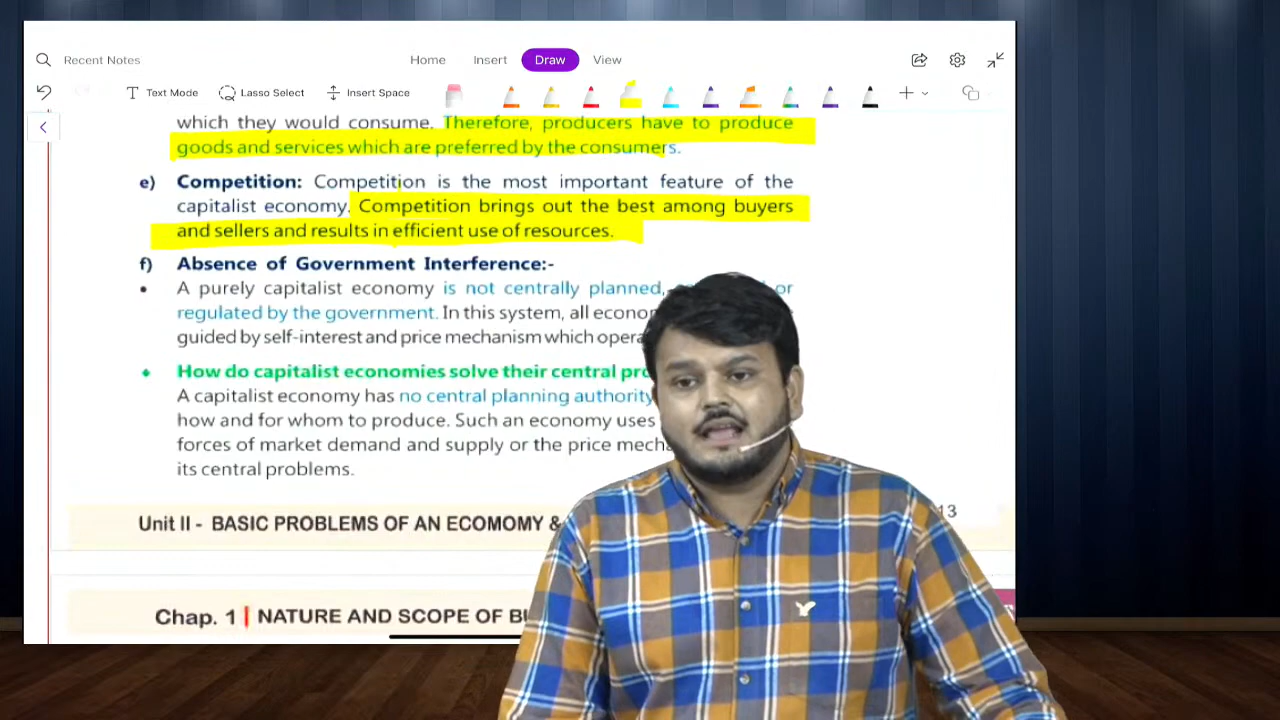 Recent Notes
Home Insert Draw View
Text Mode Lasso Select Insert Space
which they would consume. Therefore, producers have to produce
goods and services which are preferred by the consumers.
e) Competition: Competition is the most important feature of the
capitalist economy. Competition brings out the best among buyers
and sellers and results in efficient use of resources.
f) Absence of Government Interference:-
• A purely capitalist economy is not centrally planned, or
regulated by the government. In this system, all
guided by self-interest and price mechanism which
How do capitalist economies solve their central
A capitalist economy has no central planning authority
how and for whom to produce. Such an economy uses
forces of market demand and supply or the price
its central problems.
Unit II - BASIC PROBLEMS OF AN ECOMOMY & 13
Chap. 1 | NATURE AND SCOPE OF